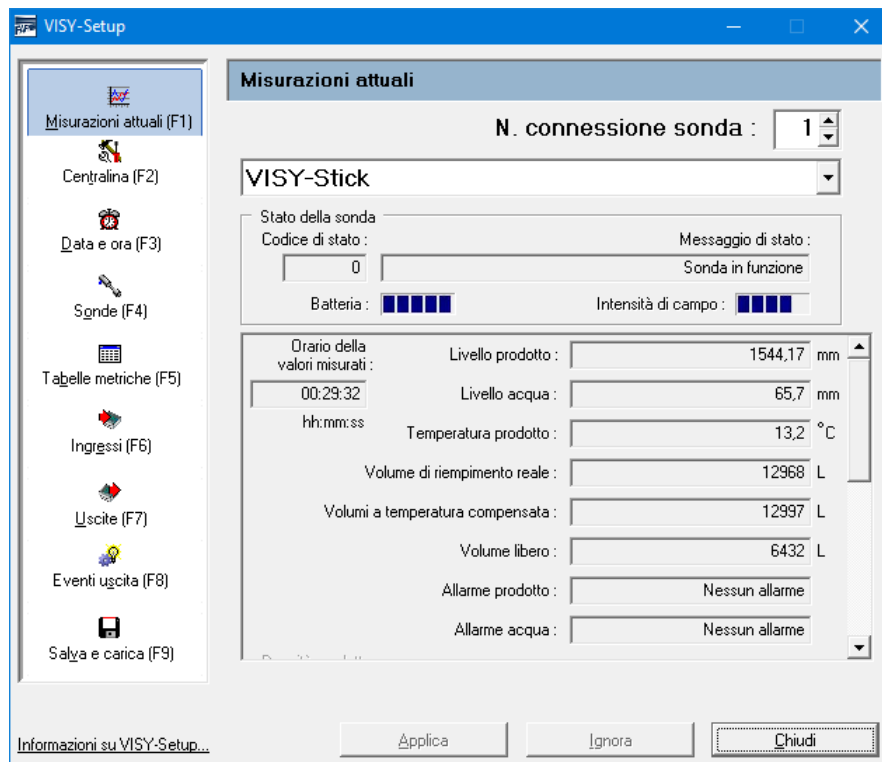 VISY-Setup
Misurazioni attuali (F1)
Centralina (F2)
Data e ora (F3)
Sonde (F4)
Tabelle metriche (F5)
Ingressi (F6)
Uscite (F7)
Eventi uscita (F8)
Salva e carica (F9)
Informazioni su VISY-Setup...
Misurazioni attuali
N. connessione sonda : 1
VISY-Stick
Stato della sonda
Codice di stato : Messaggio di stato :
0 Sonda in funzione
Batteria : Intensità di campo :
Orario della
valori misurati :
00:29:32
hh:mm:ss
Livello prodotto : 1544,17 mm
Livello acqua : 65,7 mm
Temperatura prodotto : 13,2 °C
Volume di riempimento reale : 12968 L
Volumi a temperatura compensata : 12997 L
Volume libero : 6432 L
Allarme prodotto : Nessun allarme
Allarme acqua : Nessun allarme
Applica Ignora Chiudi